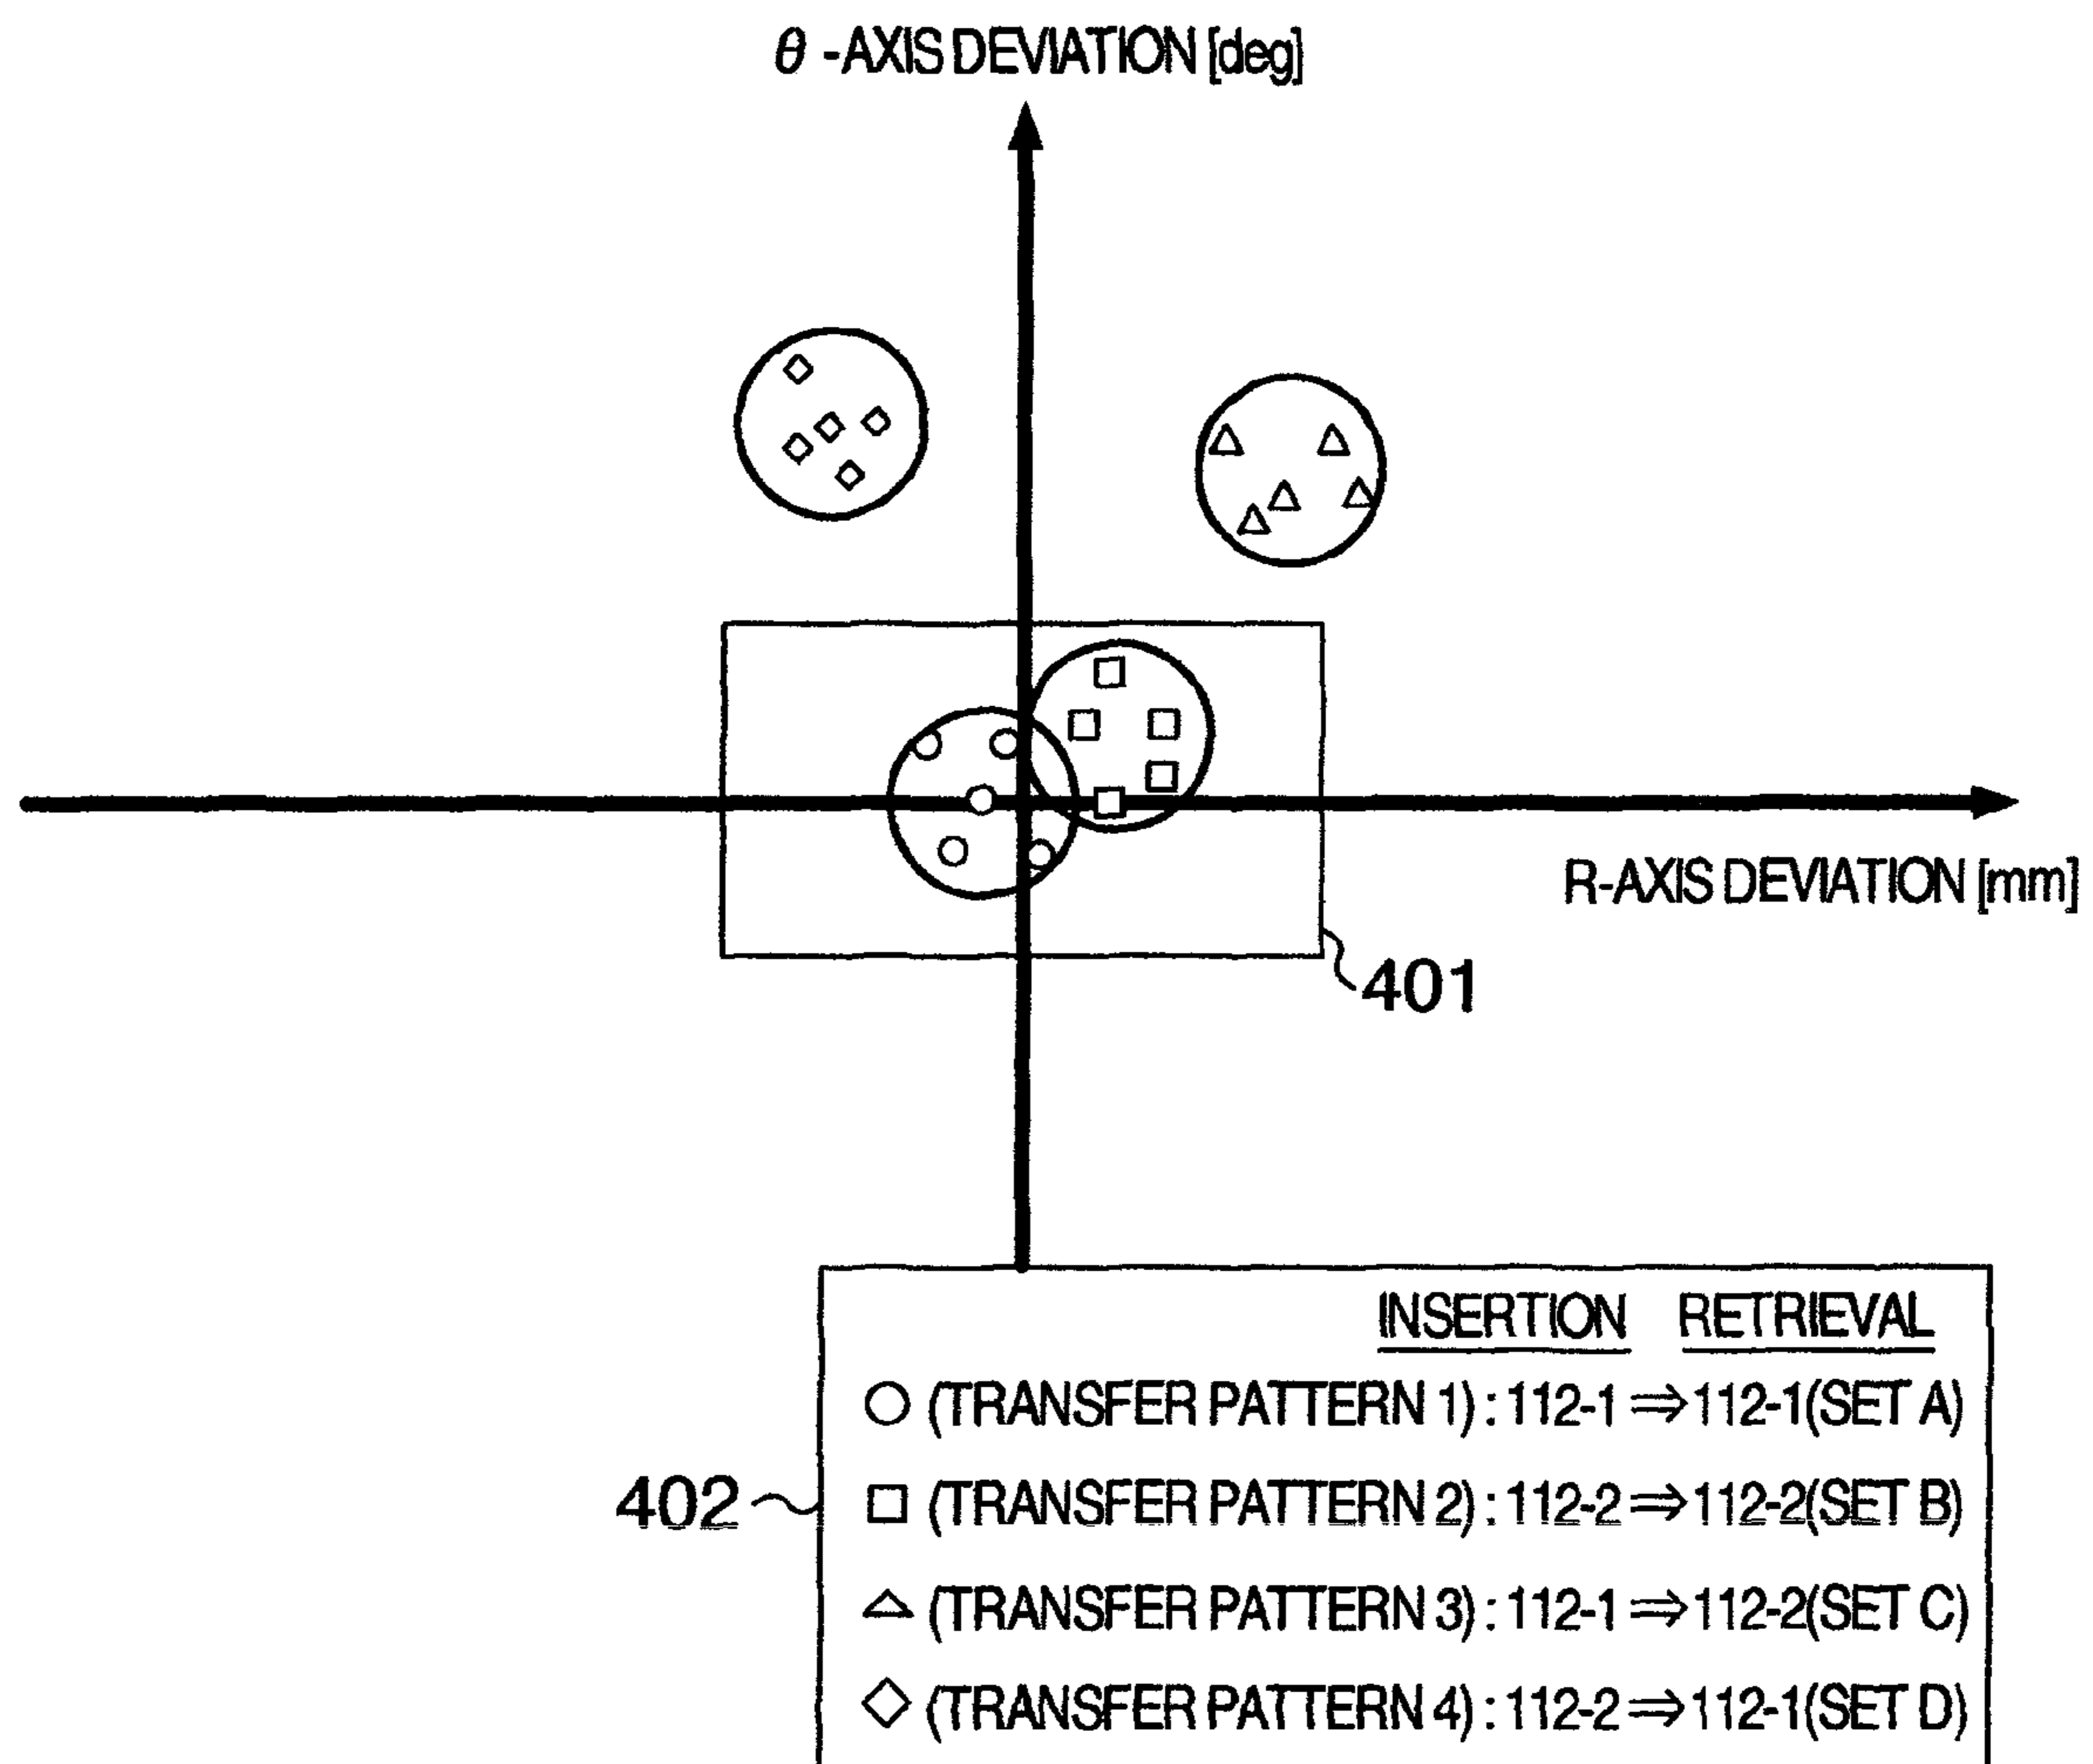 θ -AXIS DEVIATION [deg]
R-AXIS DEVIATION [mm]
401
INSERTION RETRIEVAL
(TRANSFER PATTERN 1) : 112-1 ⇒ 112-1(SET A)
402
(TRANSFER PATTERN 2) : 112-2 ⇒ 112-2(SET B)
(TRANSFER PATTERN 3) : 112-1 ⇒ 112-2(SET C)
(TRANSFER PATTERN 4) : 112-2 ⇒ 112-1(SET D)